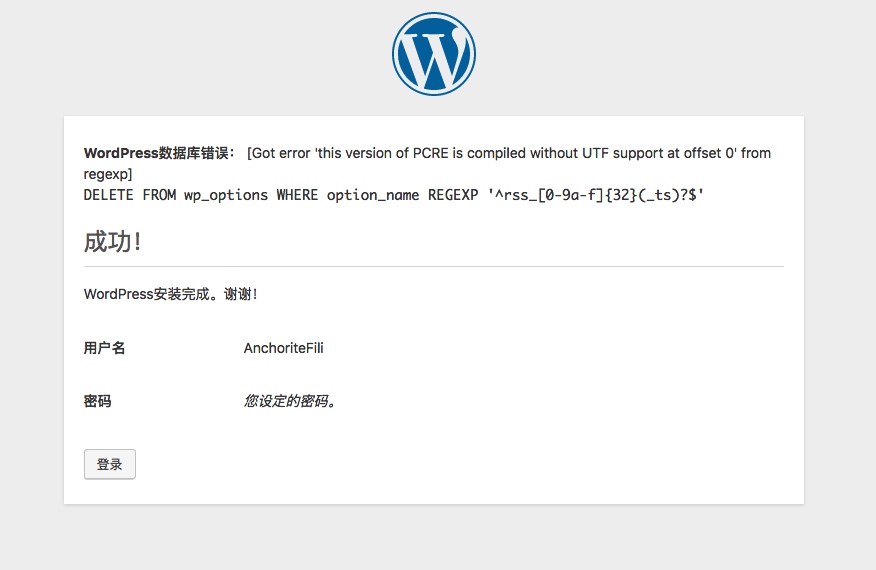 WordPress数据库错误： [Got error 'this version of PCRE is compiled without UTF support at offset 0' from
regexp]
DELETE FROM wp_options WHERE option_name REGEXP '^rss_[0-9a-f]{32}(_ts)?$'
成功！
WordPress安装完成。谢谢！
用户名 AnchoriteFili
密码 您设定的密码。
登录